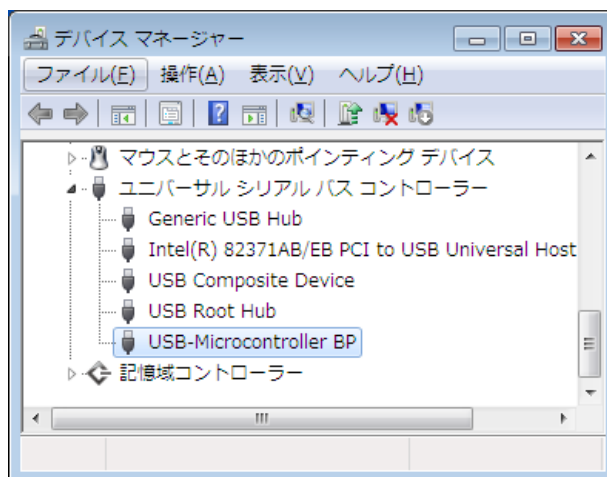 デバイス マネージャー
ファイル(F) 操作(A) 表示(V) ヘルプ(H)
マウスとそのほかのポインティング デバイス
ユニバーサル シリアル バス コントローラー
Generic USB Hub
Intel(R) 82371AB/EB PCI to USB Universal Host
USB Composite Device
USB Root Hub
USB-Microcontroller BP
記憶域コントローラー